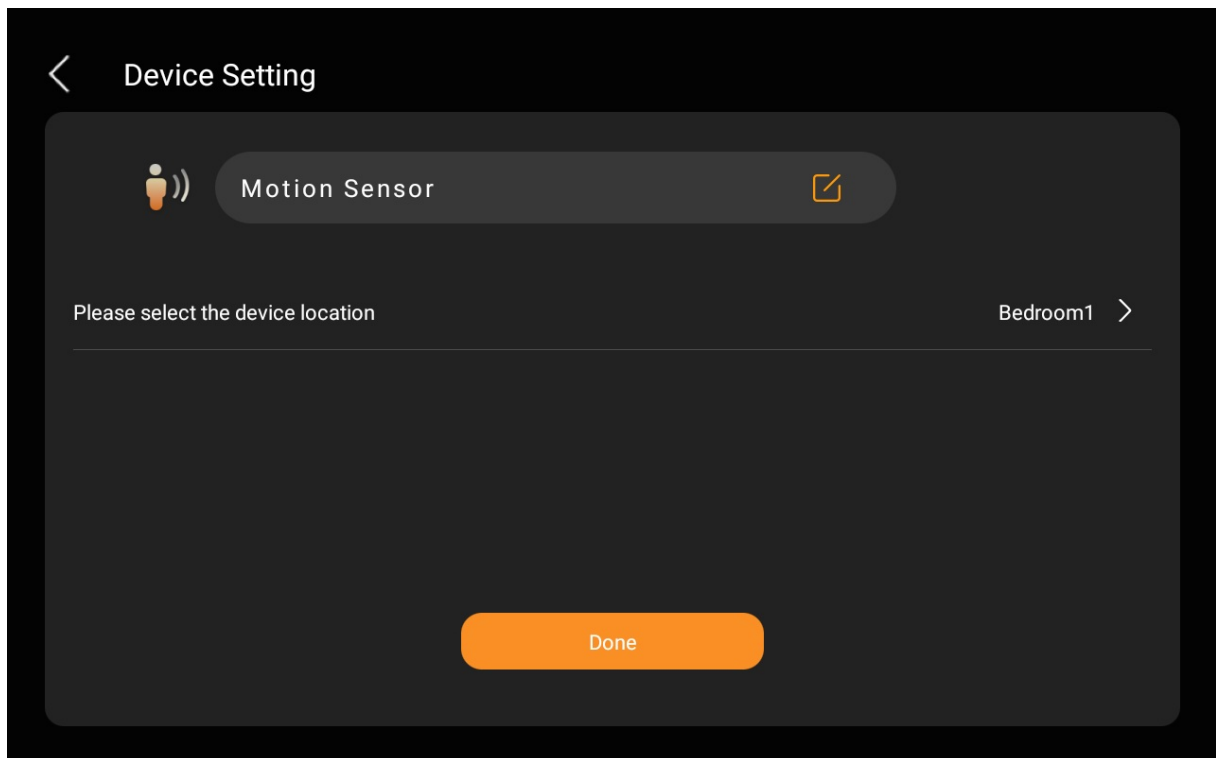 Device Setting
Motion Sensor
Please select the device location Bedroom1
Done